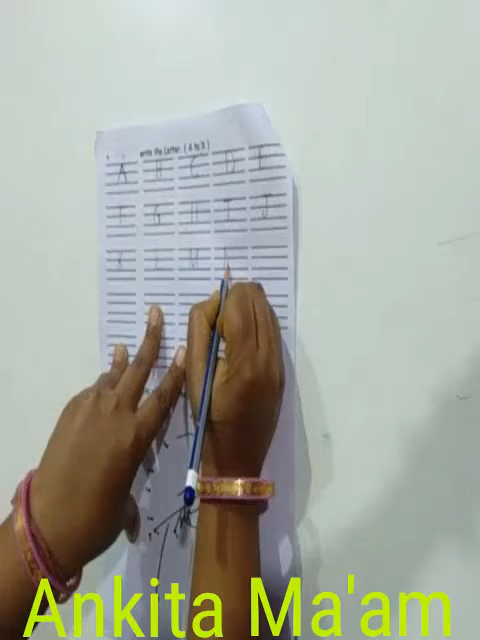 write the Letter. ( A to X )
A B C D E
F G H I J
K L M
Ankita Ma'am